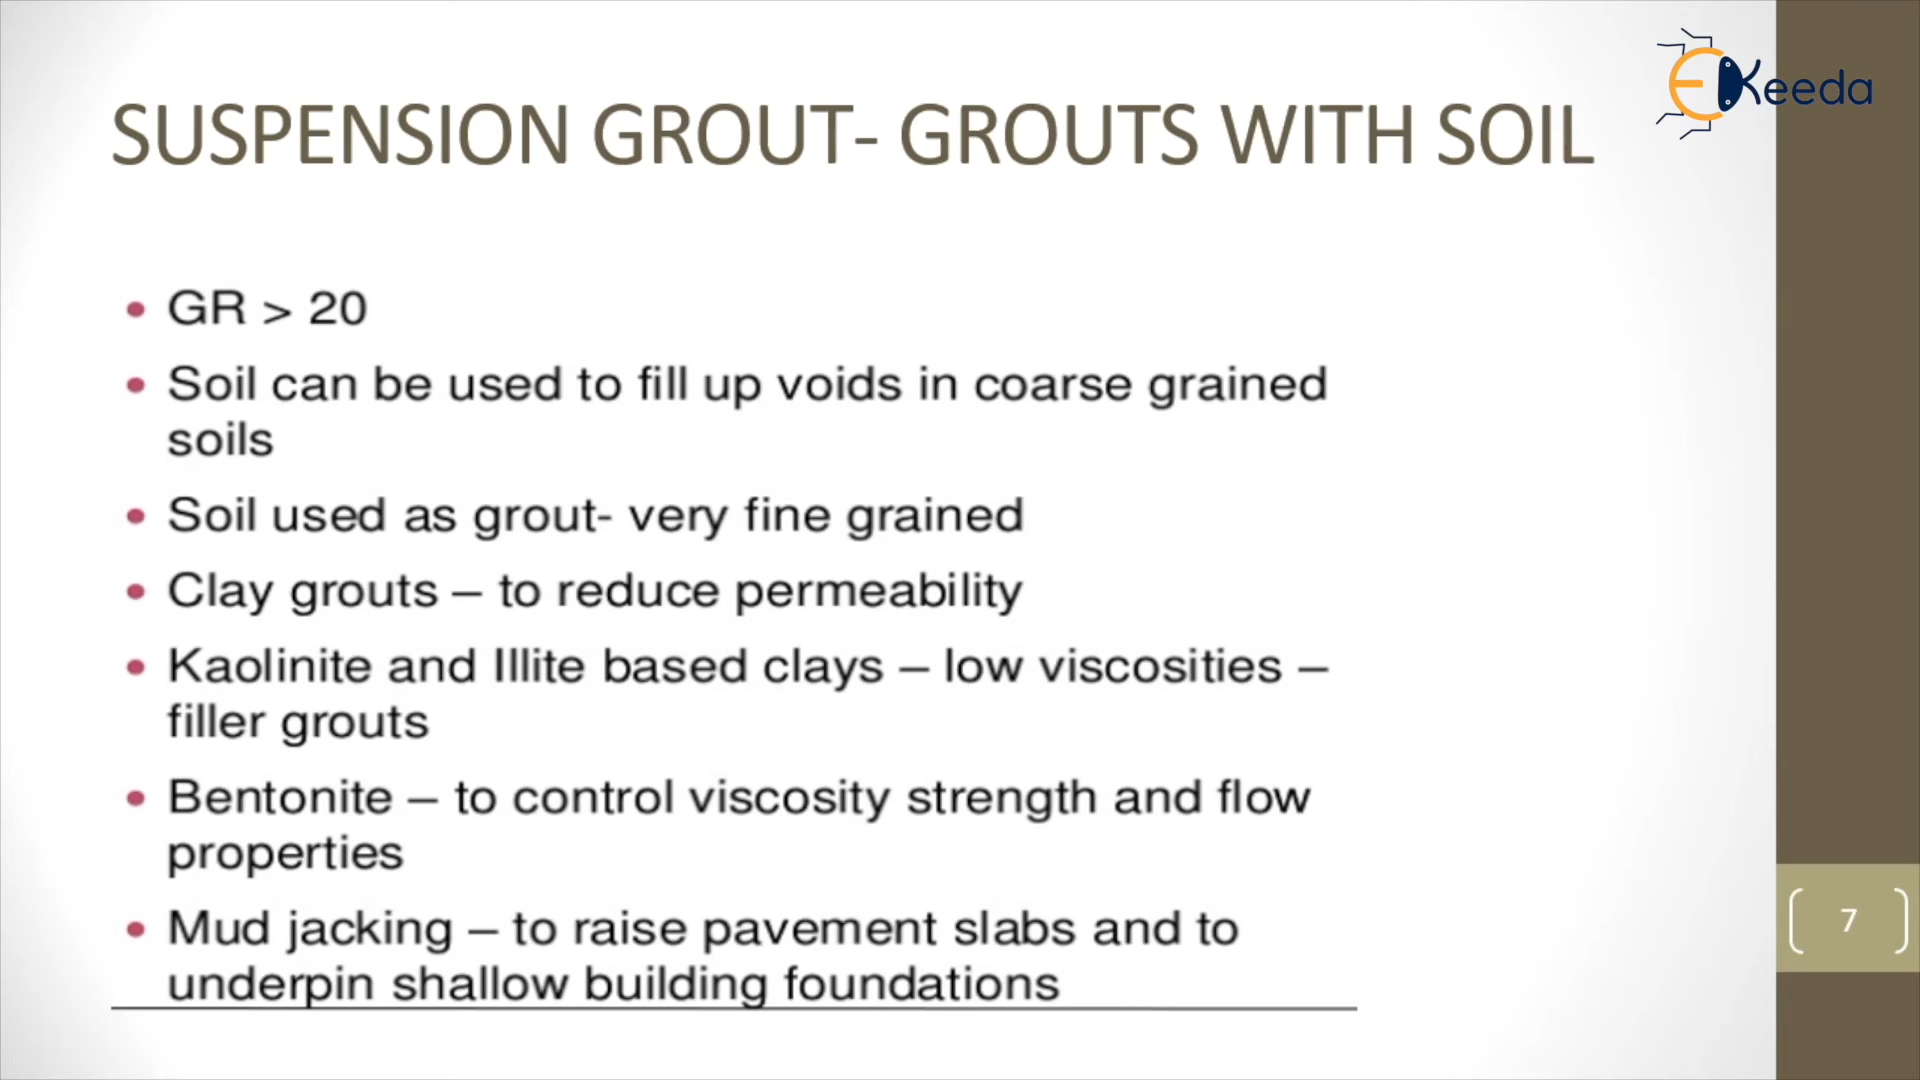 EKeeda
SUSPENSION GROUT- GROUTS WITH SOIL
• GR > 20
• Soil can be used to fill up voids in coarse grained
soils
• Soil used as grout- very fine grained
• Clay grouts – to reduce permeability
• Kaolinite and Illite based clays – low viscosities –
filler grouts
• Bentonite – to control viscosity strength and flow
properties
• Mud jacking – to raise pavement slabs and to
underpin shallow building foundations
7